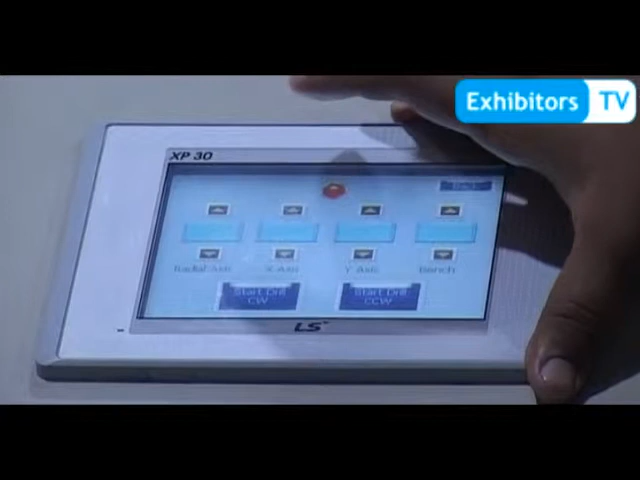 Exhibitors TV
XP 30
Radial Axis
X Axis
Y Axis
Bench
Start Drill
CW
Start Drill
CCW
LS